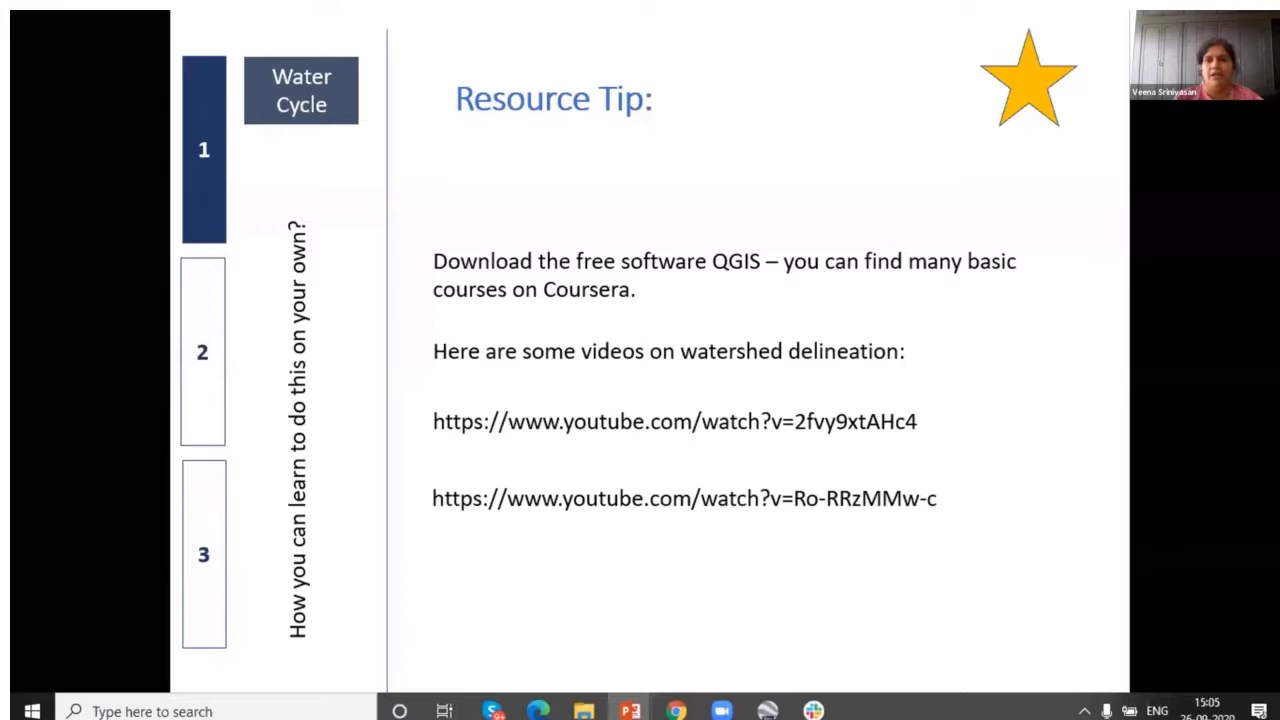 1
Water
Cycle
Resource Tip:
Veena Srinivasan
How you can learn to do this on your own?
Download the free software QGIS – you can find many basic
courses on Coursera.
2
Here are some videos on watershed delineation:
https://www.youtube.com/watch?v=2fvy9xtAHc4
https://www.youtube.com/watch?v=Ro-RRzMMw-c
3
Type here to search
ENG
15:05
26-09-2020